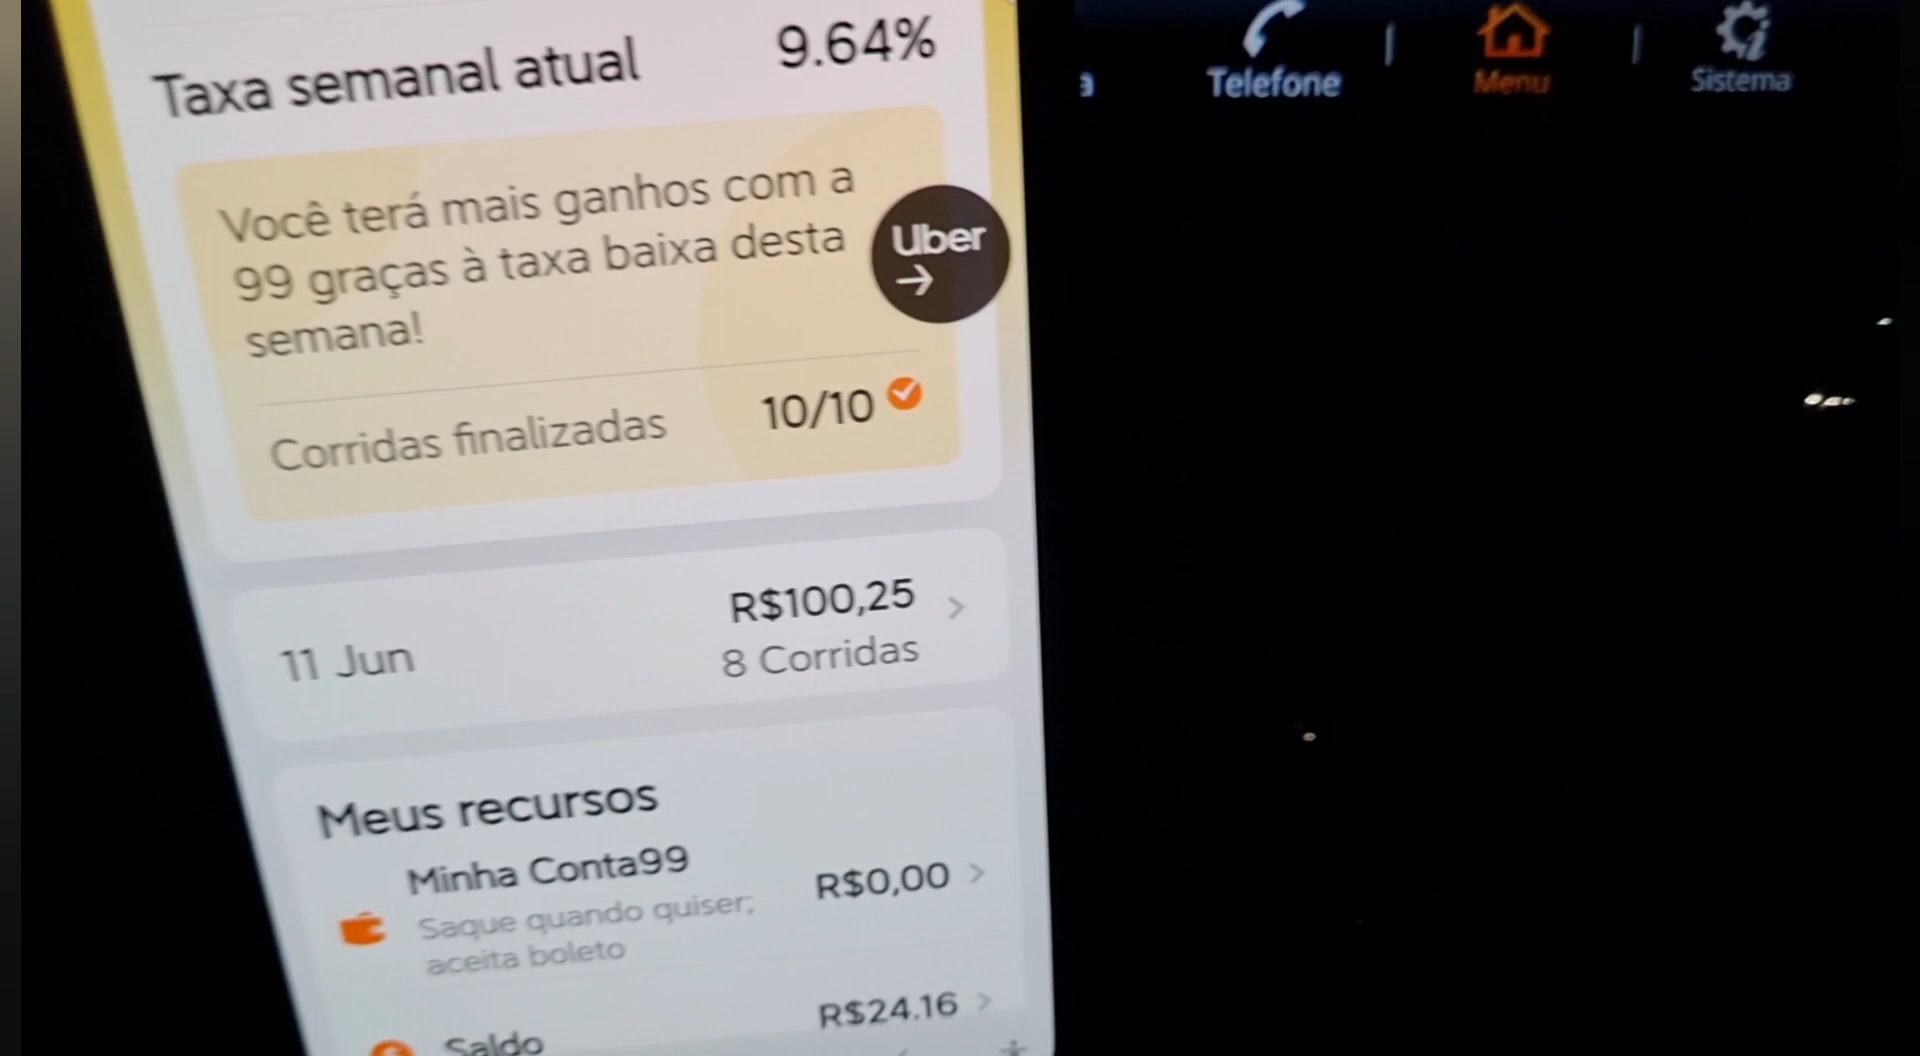 Taxa semanal atual 9.64%
Você terá mais ganhos com a
99 graças à taxa baixa desta
semana!
Uber
Corridas finalizadas 10/10
11 Jun
R$100,25
8 Corridas
Meus recursos
Minha Conta99
R$0,00
Saque quando quiser;
aceita boleto
Saldo
R$24.16
a
Telefone
Menu
Sistema